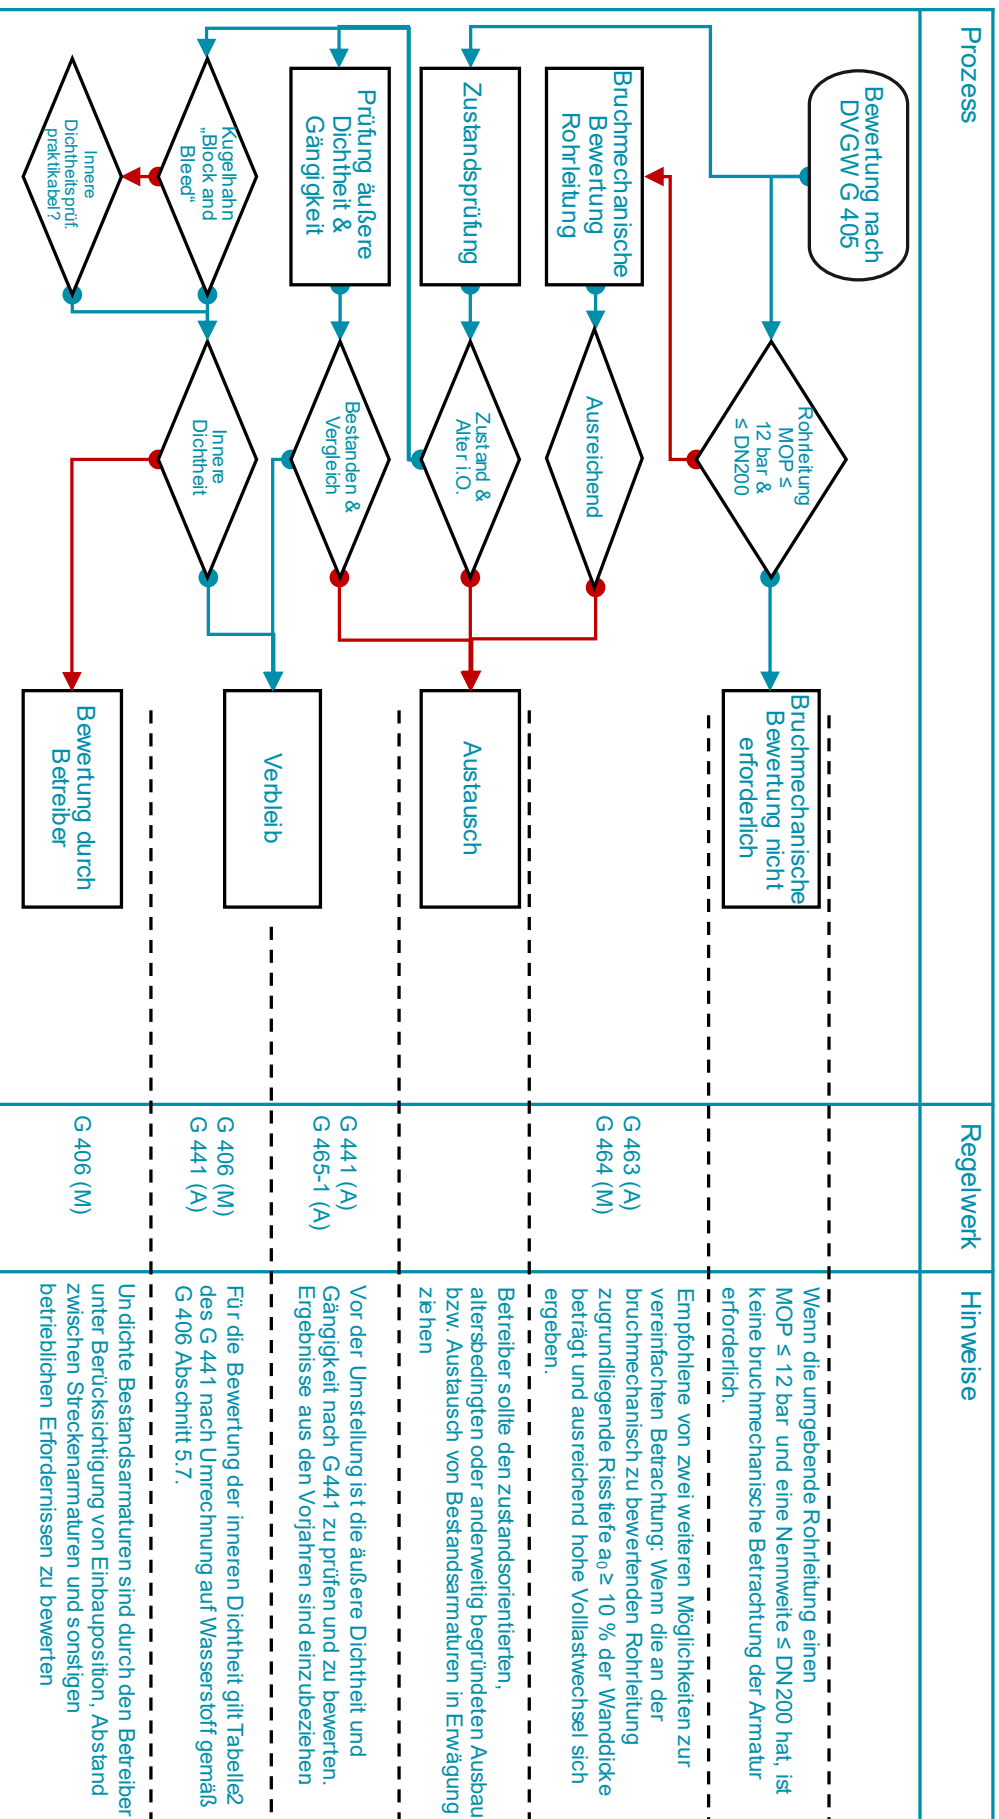 Prozess
Regelwerk
Hinweise
Bewertung nach
DVGW G 405
Rohrleitung
MOP ≤
12 bar &
≤ DN200
Bruchmechanische
Bewertung nicht
erforderlich
Wenn die umgebende Rohrleitung einen
MOP ≤ 12 bar und eine Nennweite ≤ DN200 hat, ist
keine bruchmechanische Betrachtung der Armatur
erforderlich.
Bruchmechanische
Bewertung
Rohrleitung
Ausreichend
G 463 (A)
G 464 (M)
Empfohlene von zwei weiteren Möglichkeiten zur
vereinfachten Betrachtung: Wenn die an der
bruchmechanisch zu bewertenden Rohrleitung
zugrundliegende Risstiefe a₀ ≥ 10 % der Wanddicke
beträgt und ausreichend hohe Volllastwechsel sich
ergeben.
Zustandsprüfung
Zustand &
Alter i.O.
Austausch
Betreiber sollte den zustandsorientierten,
altersbedingten oder anderweitig begründeten Ausbau
bzw. Austausch von Bestandsarmaturen in Erwägung
ziehen
Prüfung äußere
Dichtheit &
Gängigkeit
Bestanden &
Vergleich
G 441 (A)
G 465-1 (A)
Vor der Umstellung ist die äußere Dichtheit und
Gängigkeit nach G441 zu prüfen und zu bewerten.
Ergebnisse aus den Vorjahren sind einzubeziehen
Verbleib
Kugelhahn
„Block and
Bleed“
Innere
Dichtheit
G 406 (M)
G 441 (A)
Für die Bewertung der inneren Dichtheit gilt Tabelle2
des G 441 nach Umrechnung auf Wasserstoff gemäß
G 406 Abschnitt 5.7.
Innere
Dichtheitsprüf.
praktikabel?
Bewertung durch
Betreiber
G 406 (M)
Undichte Bestandsarmaturen sind durch den Betreiber
unter Berücksichtigung von Einbauposition, Abstand
zwischen Streckenarmaturen und sonstigen
betrieblichen Erfordernissen zu bewerten